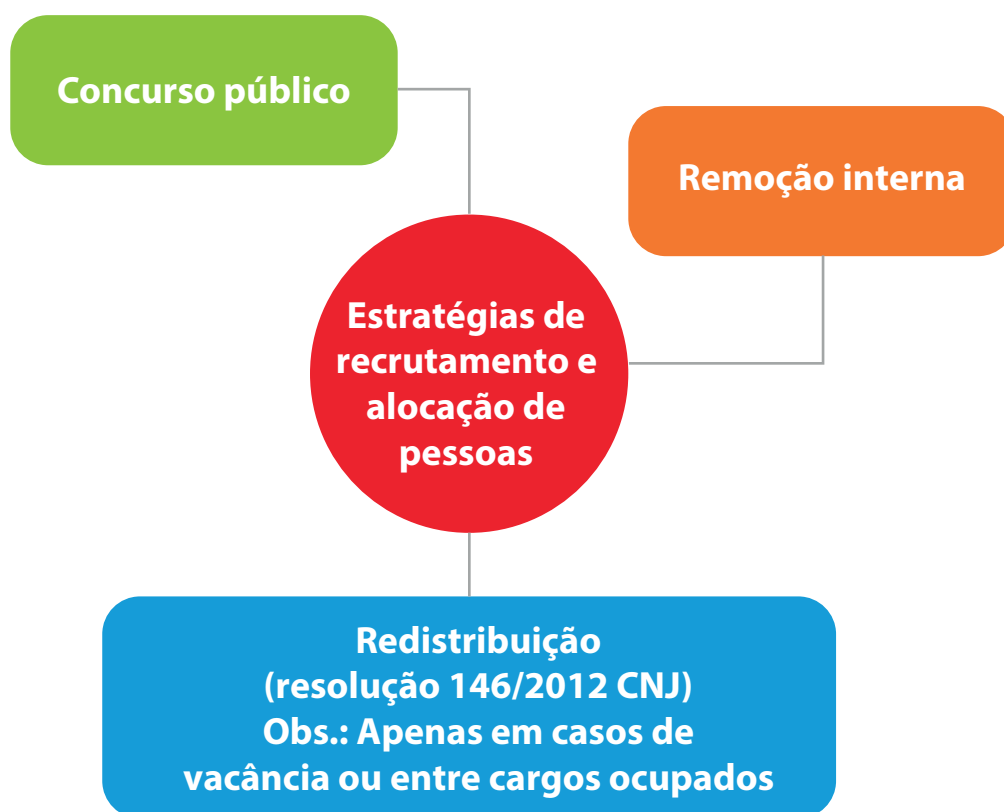 Concurso público
Remoção interna
Estratégias de
recrutamento e
alocação de
pessoas
Redistribuição
(resolução 146/2012 CNJ)
Obs.: Apenas em casos de
vacância ou entre cargos ocupados